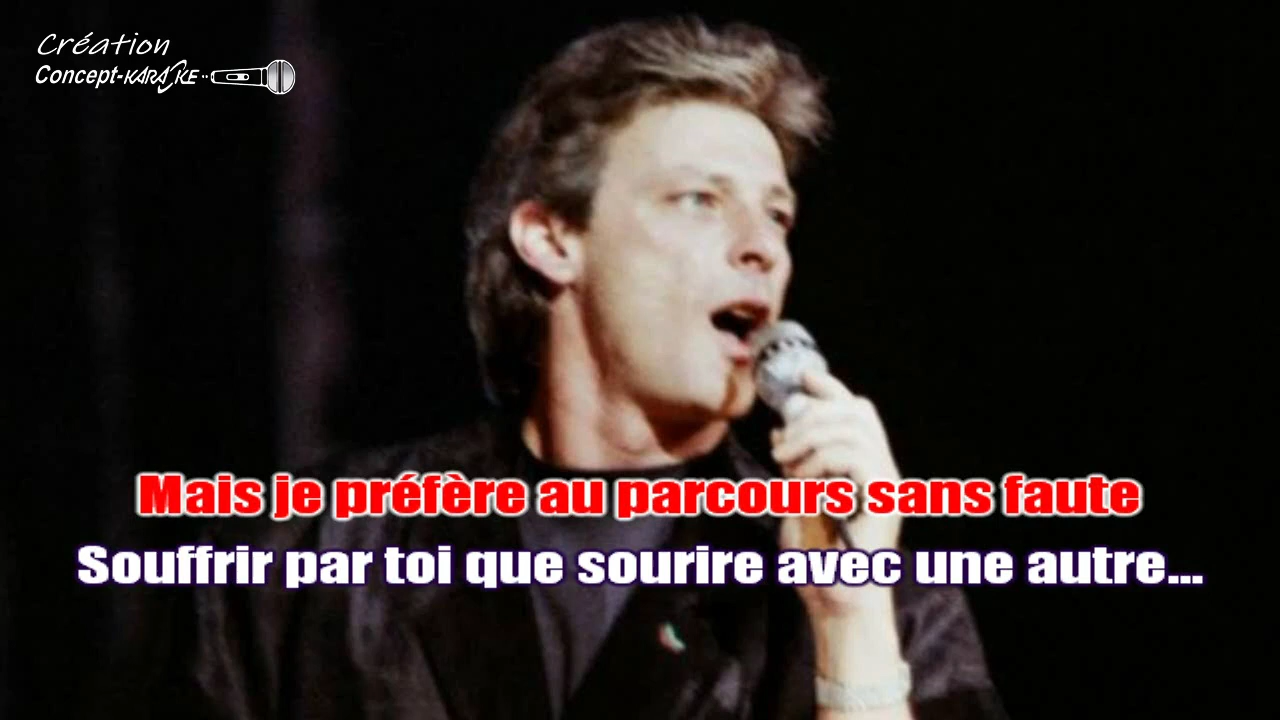 Création
Concept-KARAOKE
Mais je préfère au parcours sans faute
Souffrir par toi que sourire avec une autre...